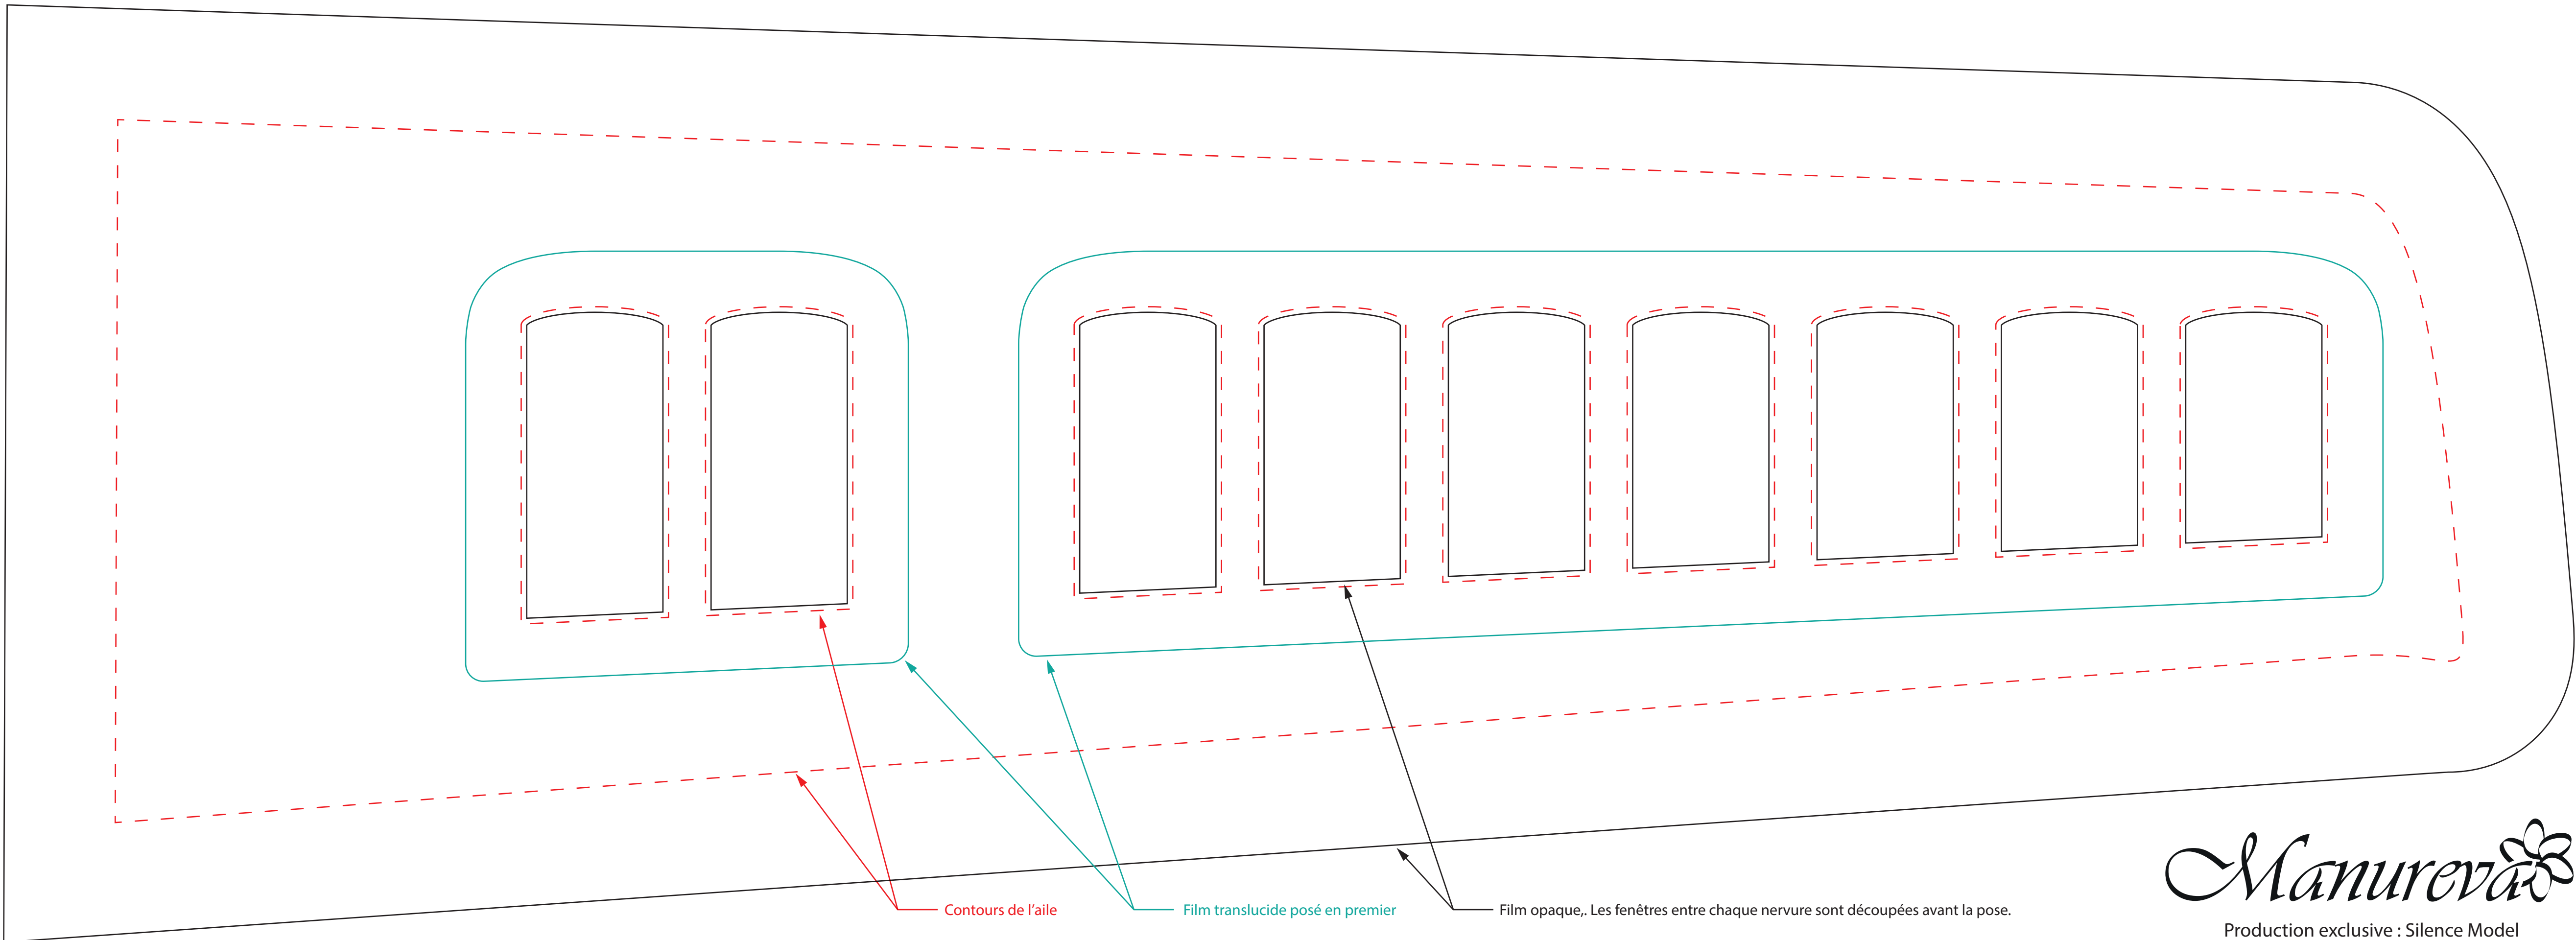 Contours de l'aile
Film translucide posé en premier
Film opaque,. Les fenêtres entre chaque nervure sont découpées avant la pose.
Manureva
Production exclusive : Silence Model